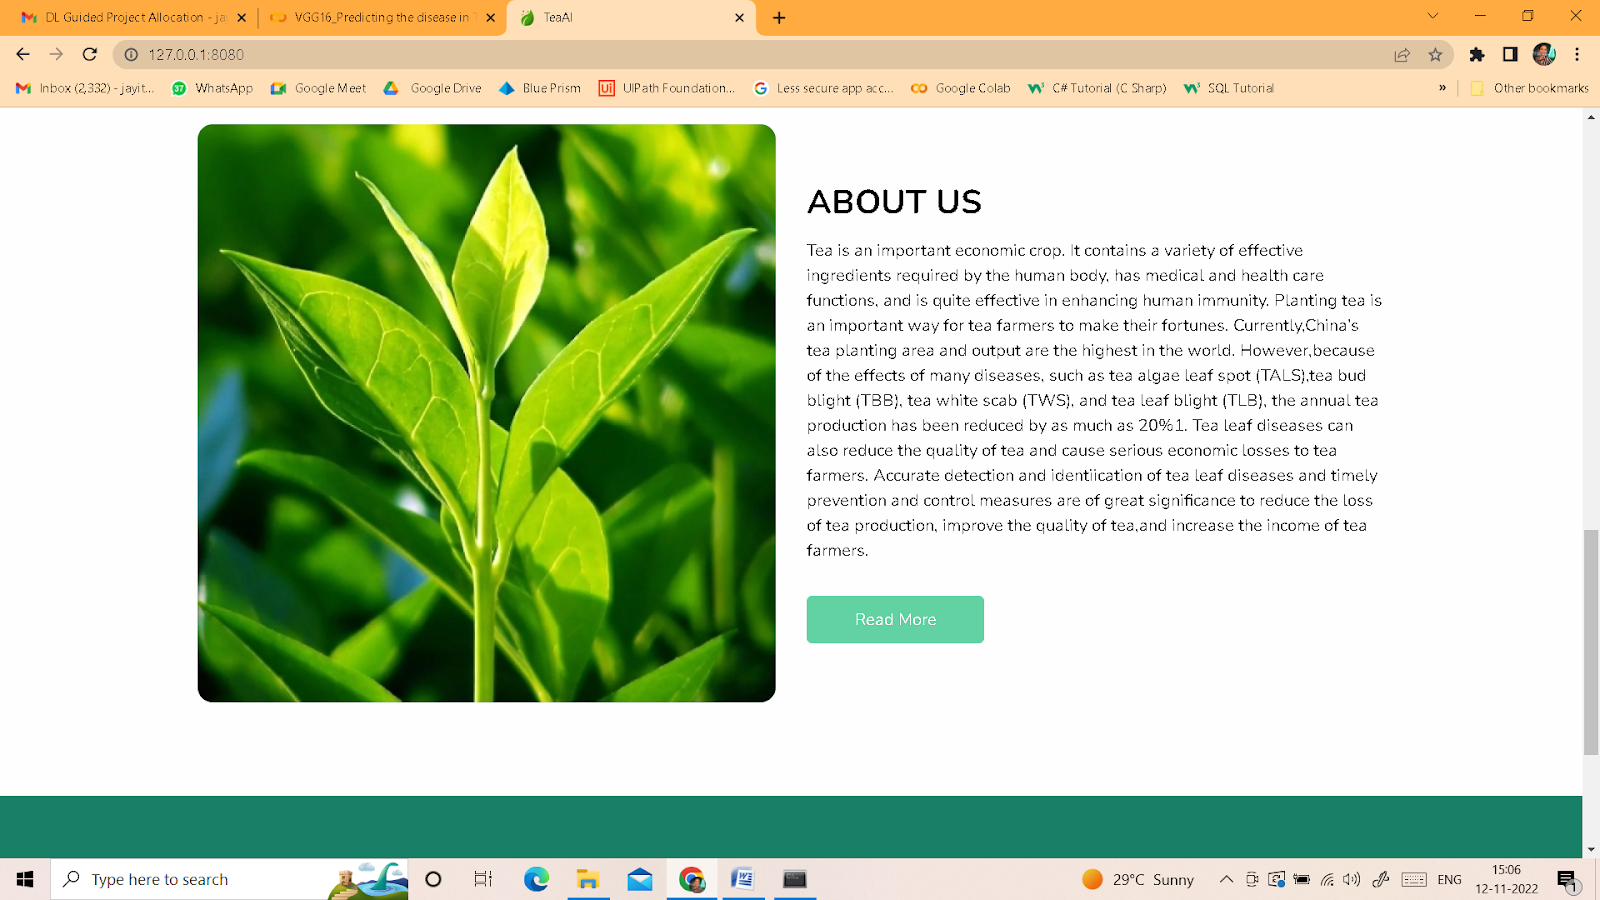 DL Guided Project Allocation - ja
VGG16_Predicting the disease in T
TeaAI
127.0.0.1:8080
Inbox (2,332) - jayit...
WhatsApp
Google Meet
Google Drive
Blue Prism
UIPath Foundation...
Less secure app acc...
Google Colab
C# Tutorial (C Sharp)
SQL Tutorial
»
Other bookmarks
ABOUT US
Tea is an important economic crop. It contains a variety of effective
ingredients required by the human body, has medical and health care
functions, and is quite effective in enhancing human immunity. Planting tea is
an important way for tea farmers to make their fortunes. Currently,China's
tea planting area and output are the highest in the world. However,because
of the effects of many diseases, such as tea algae leaf spot (TALS),tea bud
blight (TBB), tea white scab (TWS), and tea leaf blight (TLB), the annual tea
production has been reduced by as much as 20%1. Tea leaf diseases can
also reduce the quality of tea and cause serious economic losses to tea
farmers. Accurate detection and identiication of tea leaf diseases and timely
prevention and control measures are of great significance to reduce the loss
of tea production, improve the quality of tea,and increase the income of tea
farmers.
Read More
Type here to search
29°C Sunny
ENG
15:06
12-11-2022
1